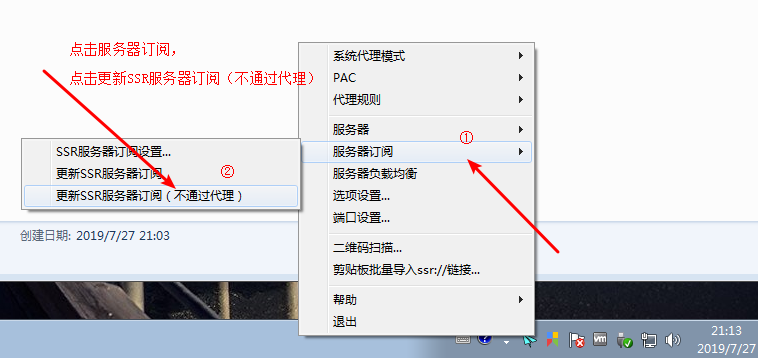 点击服务器订阅，
点击更新SSR服务器订阅（不通过代理）
系统代理模式
PAC
代理规则
服务器
①
服务器订阅
服务器负载均衡
选项设置...
端口设置...
二维码扫描...
剪贴板批量导入ssr://链接...
帮助
退出
SSR服务器订阅设置...
更新SSR服务器订阅
②
更新SSR服务器订阅（不通过代理）
创建日期: 2019/7/27 21:03
vm
21:13
2019/7/27